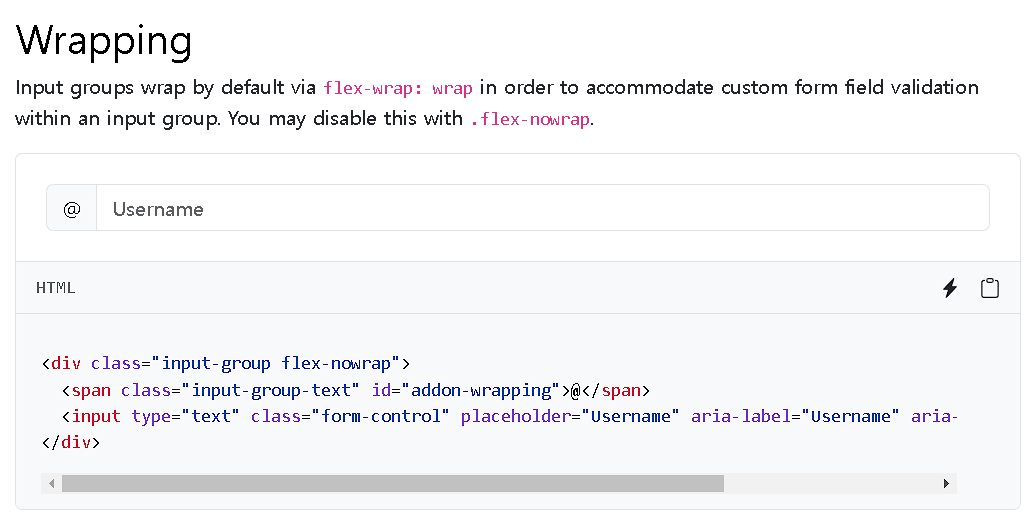 Wrapping
Input groups wrap by default via flex-wrap: wrap in order to accommodate custom form field validation
within an input group. You may disable this with .flex-nowrap.
@ Username
HTML
<div class="input-group flex-nowrap">
  <span class="input-group-text" id="addon-wrapping">@</span>
  <input type="text" class="form-control" placeholder="Username" aria-label="Username" aria-
</div>